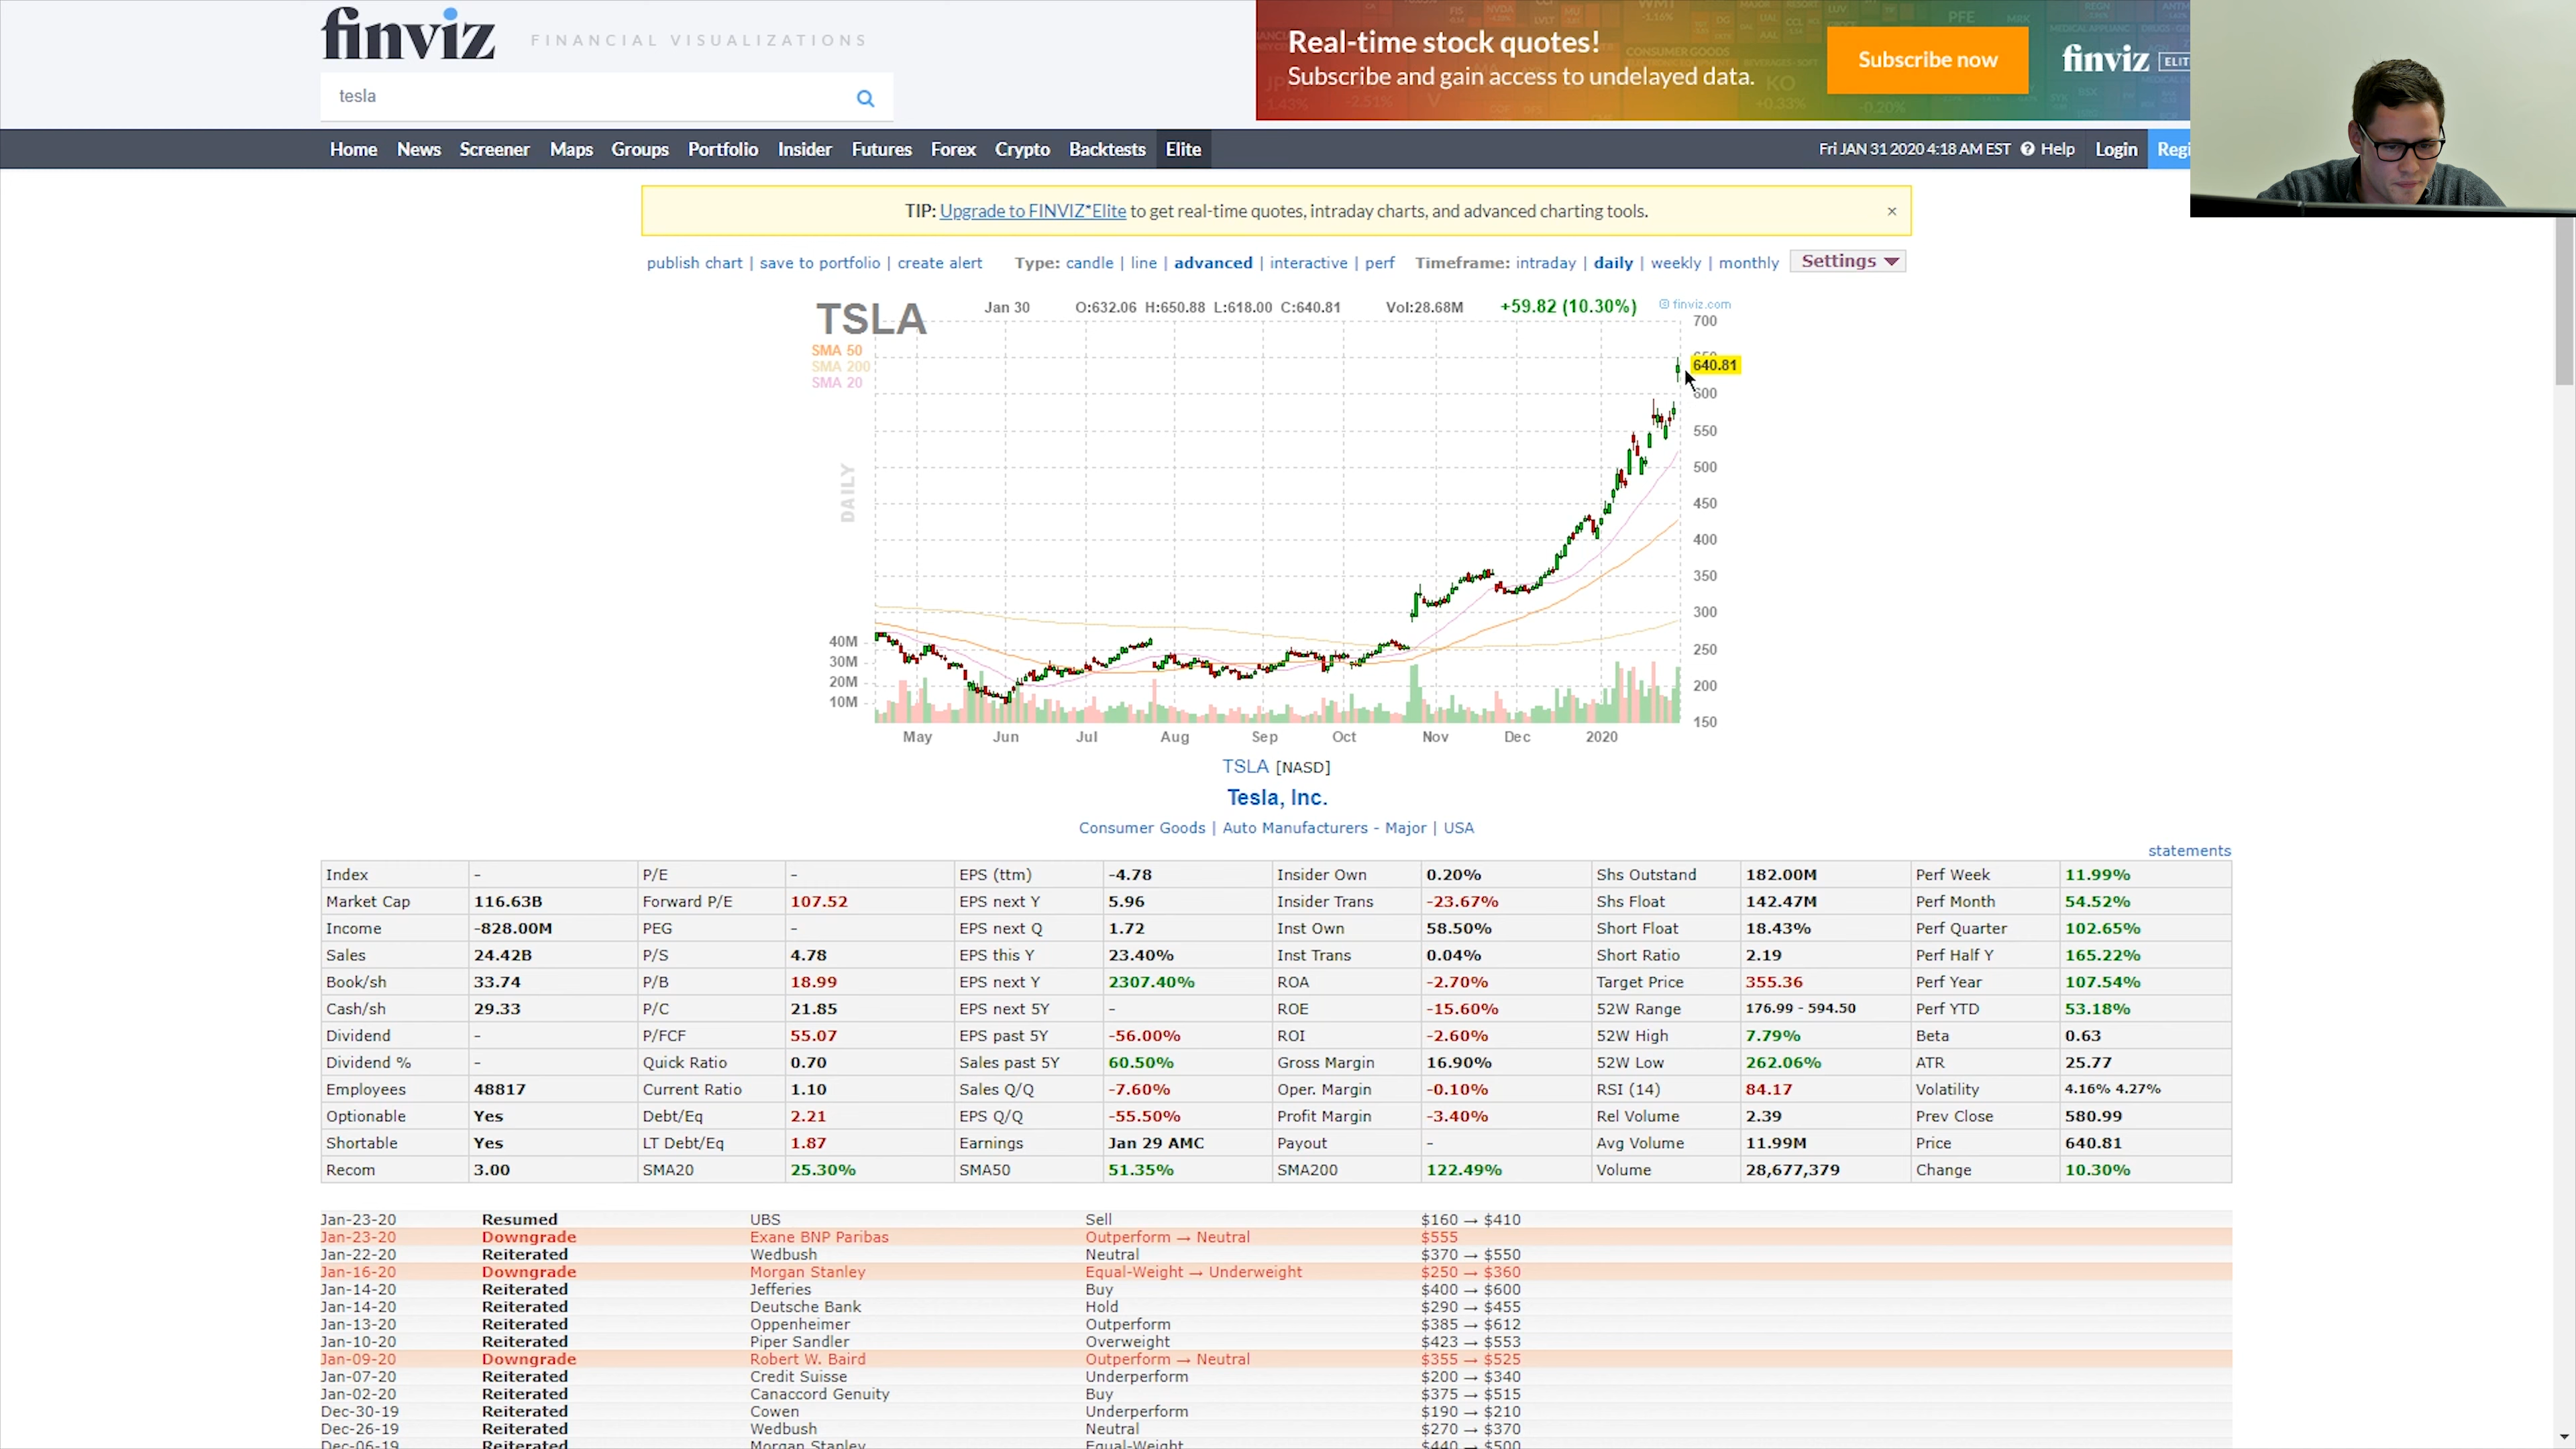 finviz FINANCIAL VISUALIZATIONS
Real-time stock quotes!
Subscribe and gain access to undelayed data.
Subscribe now
finviz ELIT
tesla
Home News Screener Maps Groups Portfolio Insider Futures Forex Crypto Backtests Elite Fri JAN 31 2020 4:18 AM EST Help Login Regi
TIP: Upgrade to FINVIZ*Elite to get real-time quotes, intraday charts, and advanced charting tools. ×
publish chart | save to portfolio | create alert Type: candle | line | advanced | interactive | perf Timeframe: intraday | daily | weekly | monthly Settings
TSLA Jan 30 O:632.06 H:650.88 L:618.00 C:640.81 Vol:28.68M +59.82 (10.30%) © finviz.com
SMA 50
SMA 200
SMA 20
DAILY
700
640.81
600
550
500
450
400
350
300
250
200
150
40M
30M
20M
10M
May Jun Jul Aug Sep Oct Nov Dec 2020
TSLA [NASD]
Tesla, Inc.
Consumer Goods | Auto Manufacturers - Major | USA
statements
Index - P/E - EPS (ttm) -4.78 Insider Own 0.20% Shs Outstand 182.00M Perf Week 11.99%
Market Cap 116.63B Forward P/E 107.52 EPS next Y 5.96 Insider Trans -23.67% Shs Float 142.47M Perf Month 54.52%
Income -828.00M PEG - EPS next Q 1.72 Inst Own 58.50% Short Float 18.43% Perf Quarter 102.65%
Sales 24.42B P/S 4.78 EPS this Y 23.40% Inst Trans 0.04% Short Ratio 2.19 Perf Half Y 165.22%
Book/sh 33.74 P/B 18.99 EPS next Y 2307.40% ROA -2.70% Target Price 355.36 Perf Year 107.54%
Cash/sh 29.33 P/C 21.85 EPS next 5Y - ROE -15.60% 52W Range 176.99 - 594.50 Perf YTD 53.18%
Dividend - P/FCF 55.07 EPS past 5Y -56.00% ROI -2.60% 52W High 7.79% Beta 0.63
Dividend % - Quick Ratio 0.70 Sales past 5Y 60.50% Gross Margin 16.90% 52W Low 262.06% ATR 25.77
Employees 48817 Current Ratio 1.10 Sales Q/Q -7.60% Oper. Margin -0.10% RSI (14) 84.17 Volatility 4.16% 4.27%
Optionable Yes Debt/Eq 2.21 EPS Q/Q -55.50% Profit Margin -3.40% Rel Volume 2.39 Prev Close 580.99
Shortable Yes LT Debt/Eq 1.87 Earnings Jan 29 AMC Payout - Avg Volume 11.99M Price 640.81
Recom 3.00 SMA20 25.30% SMA50 51.35% SMA200 122.49% Volume 28,677,379 Change 10.30%
Jan-23-20 Resumed UBS Sell $160 → $410
Jan-23-20 Downgrade Exane BNP Paribas Outperform → Neutral $555
Jan-22-20 Reiterated Wedbush Neutral $370 → $550
Jan-16-20 Downgrade Morgan Stanley Equal-Weight → Underweight $250 → $360
Jan-14-20 Reiterated Jefferies Buy $400 → $600
Jan-14-20 Reiterated Deutsche Bank Hold $290 → $455
Jan-13-20 Reiterated Oppenheimer Outperform $385 → $612
Jan-10-20 Reiterated Piper Sandler Overweight $423 → $553
Jan-09-20 Downgrade Robert W. Baird Outperform → Neutral $355 → $525
Jan-07-20 Reiterated Credit Suisse Underperform $200 → $340
Jan-02-20 Reiterated Canaccord Genuity Buy $375 → $515
Dec-30-19 Reiterated Cowen Underperform $190 → $210
Dec-26-19 Reiterated Wedbush Neutral $270 → $370
Dec-06-19 Reiterated Morgan Stanley Equal-Weight $440 → $500